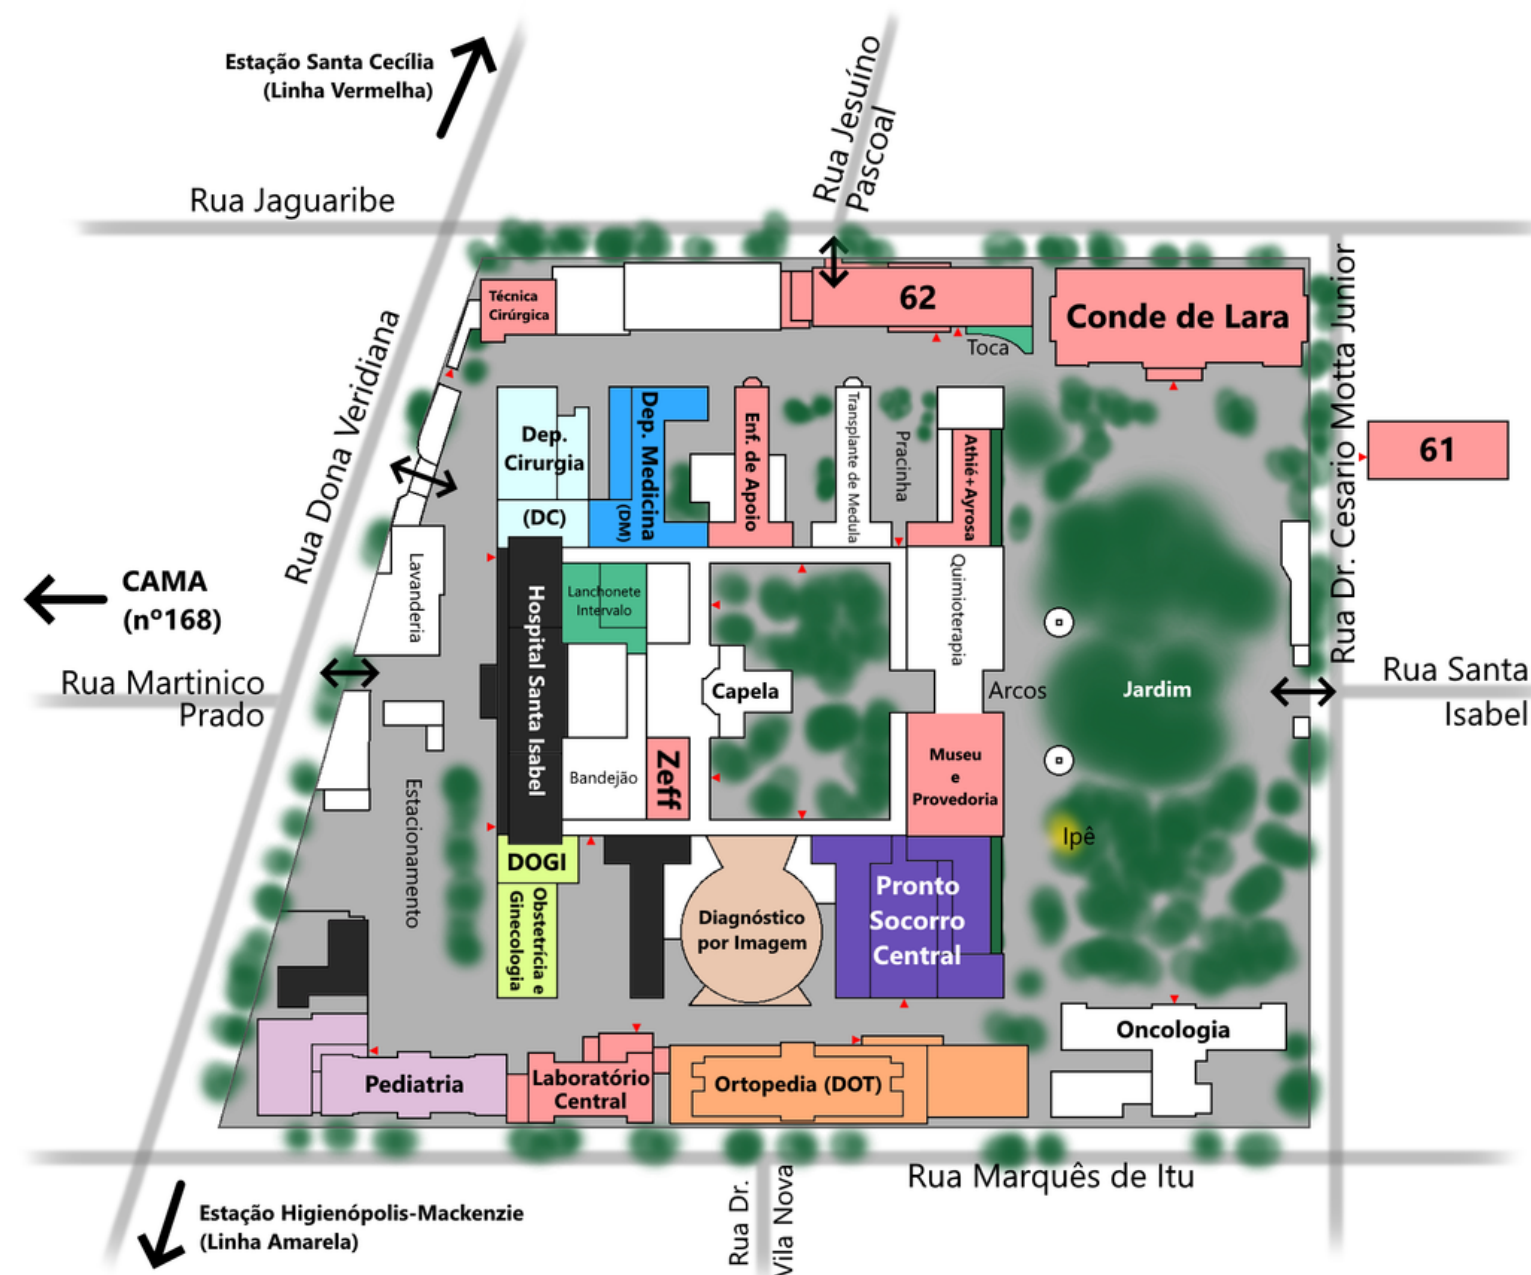 Estação Santa Cecília
(Linha Vermelha)
Rua Jesuíno
Pascoal
Rua Jaguaribe
Rua Dona Veridiana
Técnica
Cirúrgica
62
Toca
Conde de Lara
Rua Dr. Cesario Motta Junior
61
Dep.
Cirurgia
(DC)
Dep. Medicina
(DM)
Enf. de Apoio
Transplante de Medula
Pracinha
Athié+Ayrosa
CAMA
(nº168)
Lavanderia
Hospital Santa Isabel
Lanchonete
Intervalo
Quimioterapia
Rua Martinico
Prado
Capela
Arcos
Jardim
Rua Santa
Isabel
Estacionamento
Bandejão
Zeff
Museu
e
Provedoria
Ipê
DOGI
Obstetrícia e
Ginecologia
Diagnóstico
por Imagem
Pronto
Socorro
Central
Oncologia
Pediatria
Laboratório
Central
Ortopedia (DOT)
Rua Marquês de Itu
Rua Dr.
Vila Nova
Estação Higienópolis-Mackenzie
(Linha Amarela)